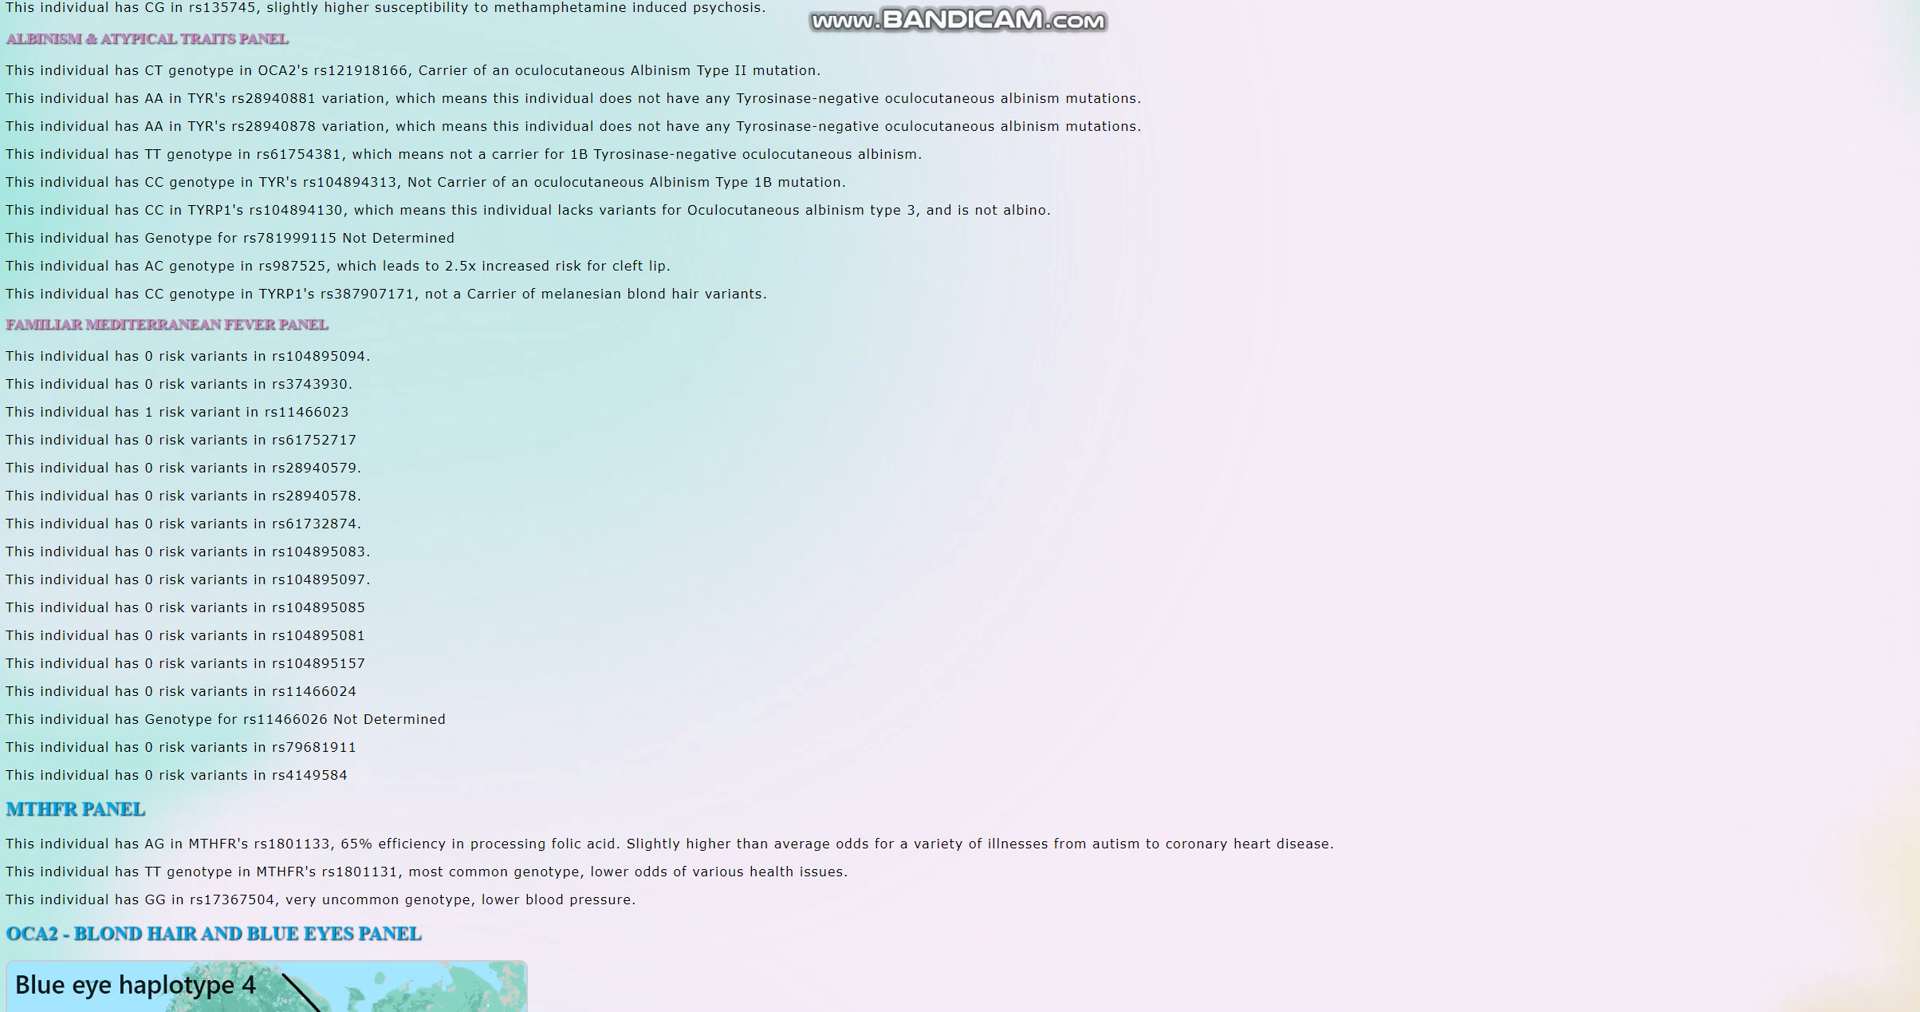 This individual has CG in rs135745, slightly higher susceptibility to methamphetamine induced psychosis.
www.BANDICAM.com
ALBINISM & ATYPICAL TRAITS PANEL
This individual has CT genotype in OCA2's rs121918166, Carrier of an oculocutaneous Albinism Type II mutation.
This individual has AA in TYR's rs28940881 variation, which means this individual does not have any Tyrosinase-negative oculocutaneous albinism mutations.
This individual has AA in TYR's rs28940878 variation, which means this individual does not have any Tyrosinase-negative oculocutaneous albinism mutations.
This individual has TT genotype in rs61754381, which means not a carrier for 1B Tyrosinase-negative oculocutaneous albinism.
This individual has CC genotype in TYR's rs104894313, Not Carrier of an oculocutaneous Albinism Type 1B mutation.
This individual has CC in TYRP1's rs104894130, which means this individual lacks variants for Oculocutaneous albinism type 3, and is not albino.
This individual has Genotype for rs781999115 Not Determined
This individual has AC genotype in rs987525, which leads to 2.5x increased risk for cleft lip.
This individual has CC genotype in TYRP1's rs387907171, not a Carrier of melanesian blond hair variants.
FAMILIAR MEDITERRANEAN FEVER PANEL
This individual has 0 risk variants in rs104895094.
This individual has 0 risk variants in rs3743930.
This individual has 1 risk variant in rs11466023
This individual has 0 risk variants in rs61752717
This individual has 0 risk variants in rs28940579.
This individual has 0 risk variants in rs28940578.
This individual has 0 risk variants in rs61732874.
This individual has 0 risk variants in rs104895083.
This individual has 0 risk variants in rs104895097.
This individual has 0 risk variants in rs104895085
This individual has 0 risk variants in rs104895081
This individual has 0 risk variants in rs104895157
This individual has 0 risk variants in rs11466024
This individual has Genotype for rs11466026 Not Determined
This individual has 0 risk variants in rs79681911
This individual has 0 risk variants in rs4149584
MTHFR PANEL
This individual has AG in MTHFR's rs1801133, 65% efficiency in processing folic acid. Slightly higher than average odds for a variety of illnesses from autism to coronary heart disease.
This individual has TT genotype in MTHFR's rs1801131, most common genotype, lower odds of various health issues.
This individual has GG in rs17367504, very uncommon genotype, lower blood pressure.
OCA2 - BLOND HAIR AND BLUE EYES PANEL
Blue eye haplotype 4